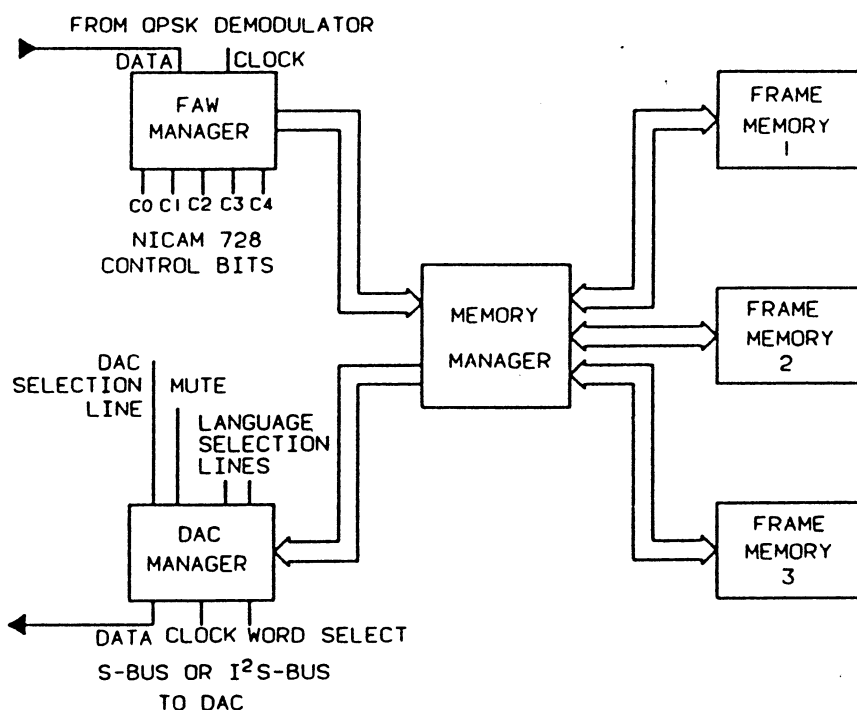 FROM QPSK DEMODULATOR
DATA
CLOCK
FAW
MANAGER
C0 C1 C2 C3 C4
NICAM 728
CONTROL BITS
FRAME
MEMORY
1
MEMORY
MANAGER
FRAME
MEMORY
2
DAC
SELECTION
LINE
MUTE
LANGUAGE
SELECTION
LINES
DAC
MANAGER
FRAME
MEMORY
3
DATA CLOCK WORD SELECT
S-BUS OR I²S-BUS
TO DAC